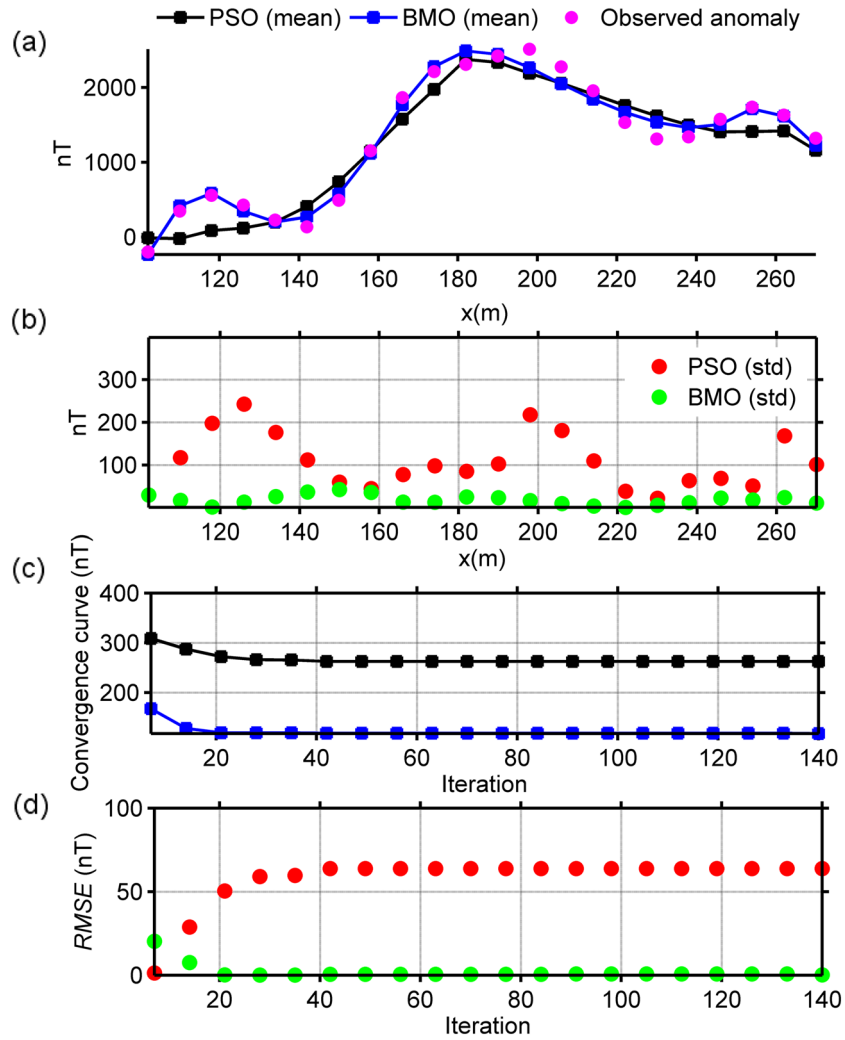 PSO (mean) BMO (mean) Observed anomaly
(a)
nT
2000
1000
0
120 140 160 180 200 220 240 260
x(m)
(b)
nT
300
200
100
PSO (std)
BMO (std)
120 140 160 180 200 220 240 260
x(m)
(c)
Convergence curve (nT)
400
300
200
20 40 60 80 100 120 140
Iteration
(d)
RMSE (nT)
100
50
0
20 40 60 80 100 120 140
Iteration